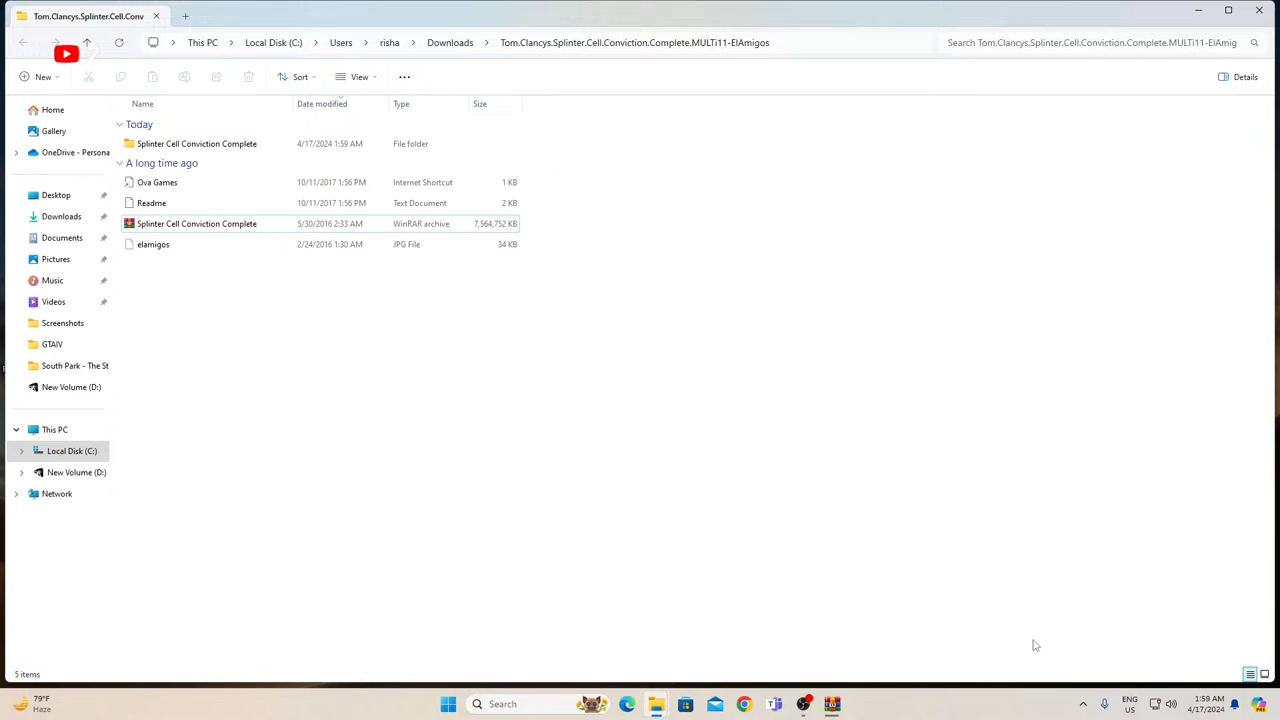 Tom.Clancys.Splinter.Cell.Conv
This PC > Local Disk (C:) > Users > risha > Downloads > Tom.Clancys.Splinter.Cell.Conviction.Complete.MULTi11-ElAmigos
Search Tom.Clancys.Splinter.Cell.Conviction.Complete.MULTi11-ElAmig
New
Sort
View
Details
Home
Gallery
OneDrive - Persona
Desktop
Downloads
Documents
Pictures
Music
Videos
Screenshots
GTAIV
South Park - The St
New Volume (D:)
This PC
Local Disk (C:)
New Volume (D:)
Network
Name Date modified Type Size
Today
Splinter Cell Conviction Complete 4/17/2024 1:59 AM File folder
A long time ago
Ova Games 10/11/2017 1:56 PM Internet Shortcut 1 KB
Readme 10/11/2017 1:56 PM Text Document 2 KB
Splinter Cell Conviction Complete 5/30/2016 2:33 AM WinRAR archive 7,564,752 KB
elamigos 2/24/2016 1:30 AM JPG File 34 KB
5 items
79°F
Haze
Search
ENG
US
1:59 AM
4/17/2024